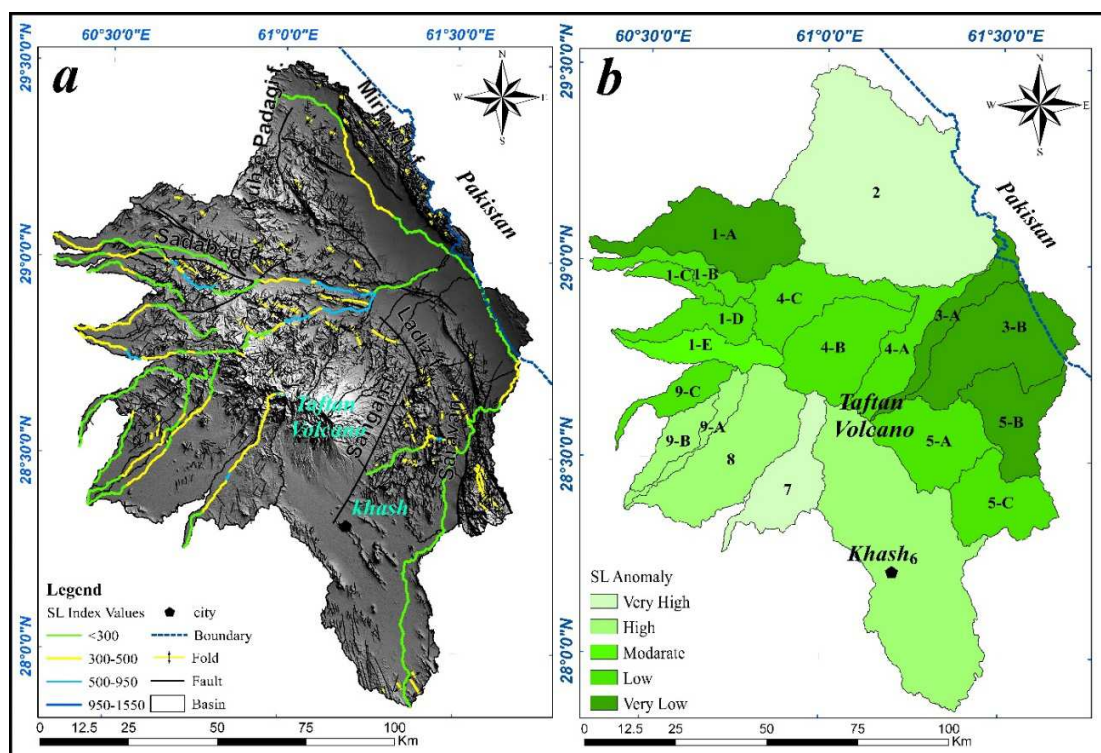 a
60°30'0"E
61°0'0"E
61°30'0"E
29°30'0"N
29°0'0"N
28°30'0"N
28°0'0"N
N
W
E
S
Padagi f.
Pakistan
Sadabad f.
Ladiz
Taftan
Volcano
khash
Legend
SL Index Values
<300
300-500
500-950
950-1550
city
Boundary
Fold
Fault
Basin
0 12.5 25 50 75 100
Km
b
60°30'0"E
61°0'0"E
61°30'0"E
29°30'0"N
29°0'0"N
28°30'0"N
28°0'0"N
N
W
E
S
Pakistan
2
1-A
1-C
1-B
4-C
3-A
3-B
1-D
1-E
4-B
4-A
9-C
Taftan
Volcano
5-B
9-A
9-B
5-A
8
7
5-C
Khash
6
SL Anomaly
Very High
High
Modarate
Low
Very Low
0 12.5 25 50 75 100
Km